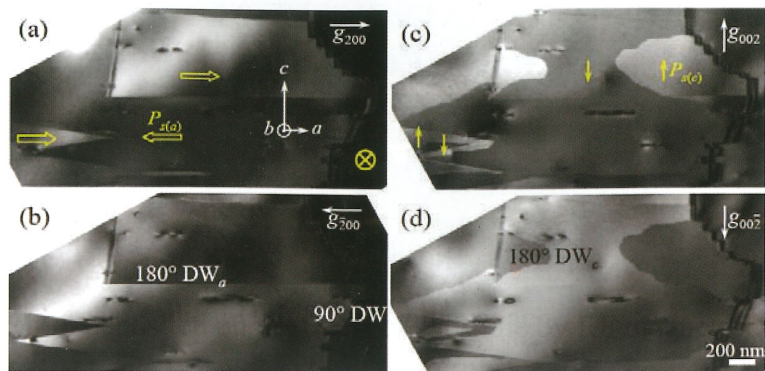 (a)
g200
c
Ps(a)
b
a
(c)
g002
Ps(c)
(b)
g2̄00
180° DWa
90° DW
(d)
g002̄
180° DWc
200 nm